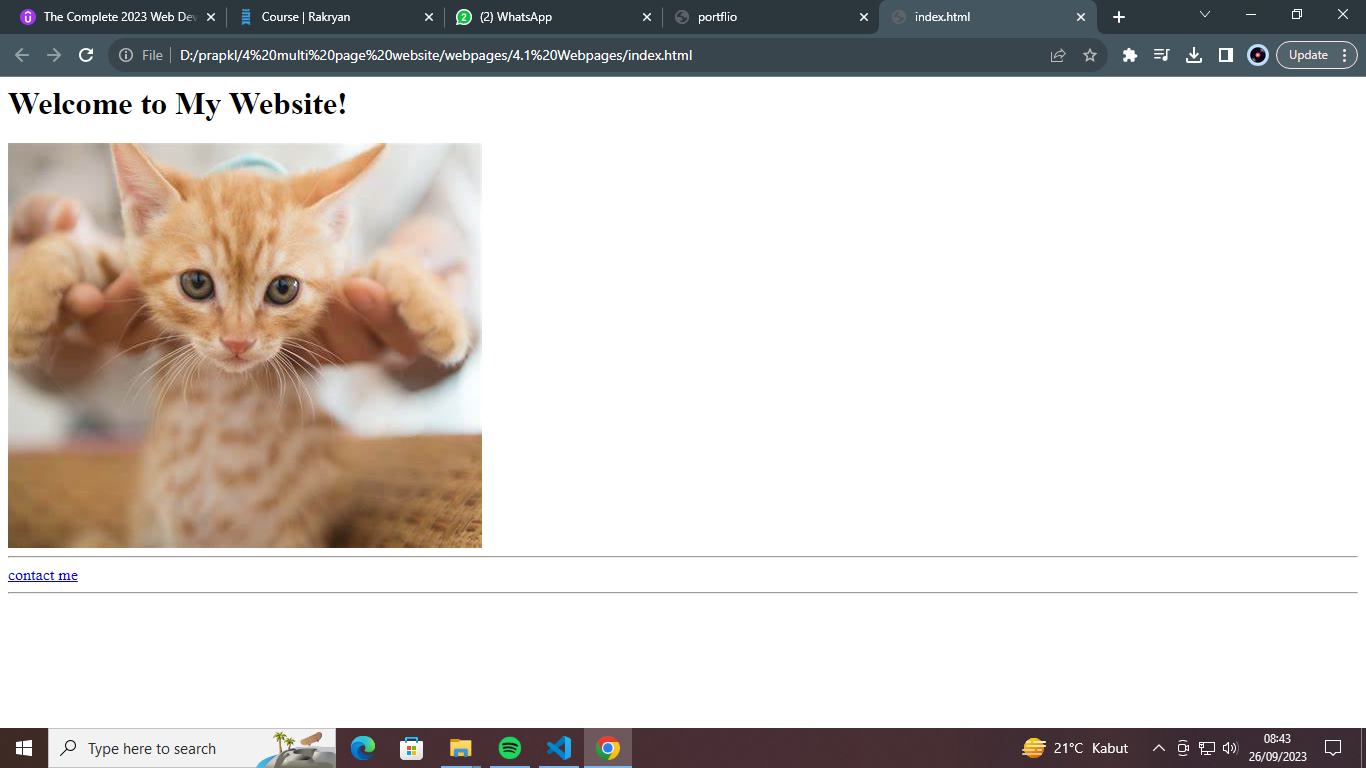 The Complete 2023 Web Dev
Course | Rakryan
(2) WhatsApp
portflio
index.html
File
D:/prapkl/4%20multi%20page%20website/webpages/4.1%20Webpages/index.html
Update
Welcome to My Website!
contact me
Type here to search
21°C Kabut
08:43
26/09/2023